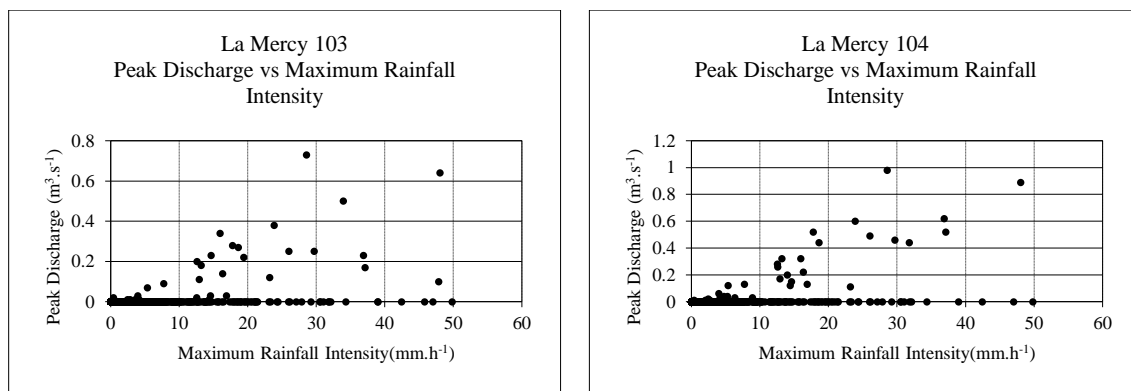 La Mercy 103
Peak Discharge vs Maximum Rainfall
Intensity
Peak Discharge (m³.s⁻¹)
0.8
0.6
0.4
0.2
0
0 10 20 30 40 50 60
Maximum Rainfall Intensity(mm.h⁻¹)
La Mercy 104
Peak Discharge vs Maximum Rainfall
Intensity
Peak Discharge (m³.s⁻¹)
1.2
1
0.8
0.6
0.4
0.2
0
0 10 20 30 40 50 60
Maximum Rainfall Intensity(mm.h⁻¹)